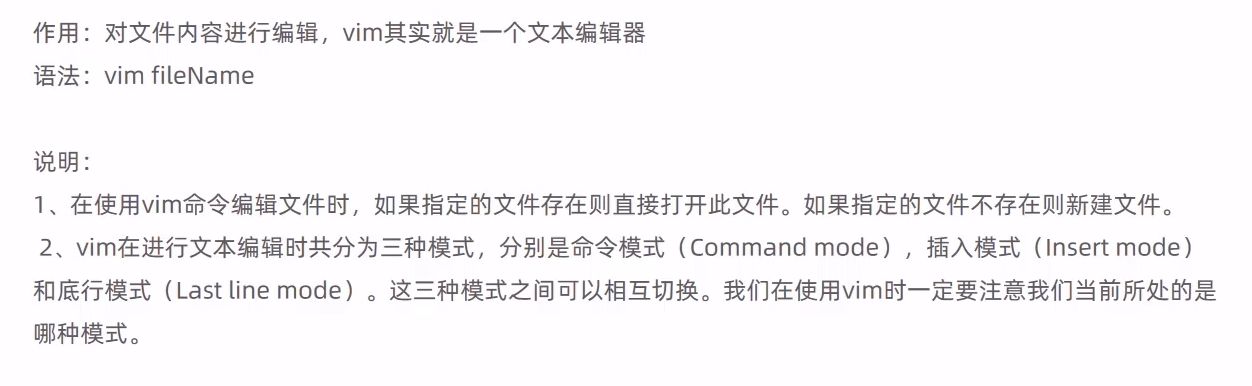 作用：对文件内容进行编辑，vim其实就是一个文本编辑器
语法：vim fileName
说明：
1、在使用vim命令编辑文件时，如果指定的文件存在则直接打开此文件。如果指定的文件不存在则新建文件。
2、vim在进行文本编辑时共分为三种模式，分别是命令模式（Command mode），插入模式（Insert mode）
和底行模式（Last line mode）。这三种模式之间可以相互切换。我们在使用vim时一定要注意我们当前所处的是
哪种模式。